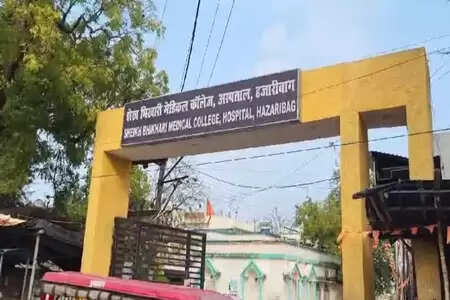 शेख भिखारी मेडिकल कॉलेज, अस्पताल, हजारीबाग
SHEIKH BHIKHARI MEDICAL COLLEGE, HOSPITAL, HAZARIBAG